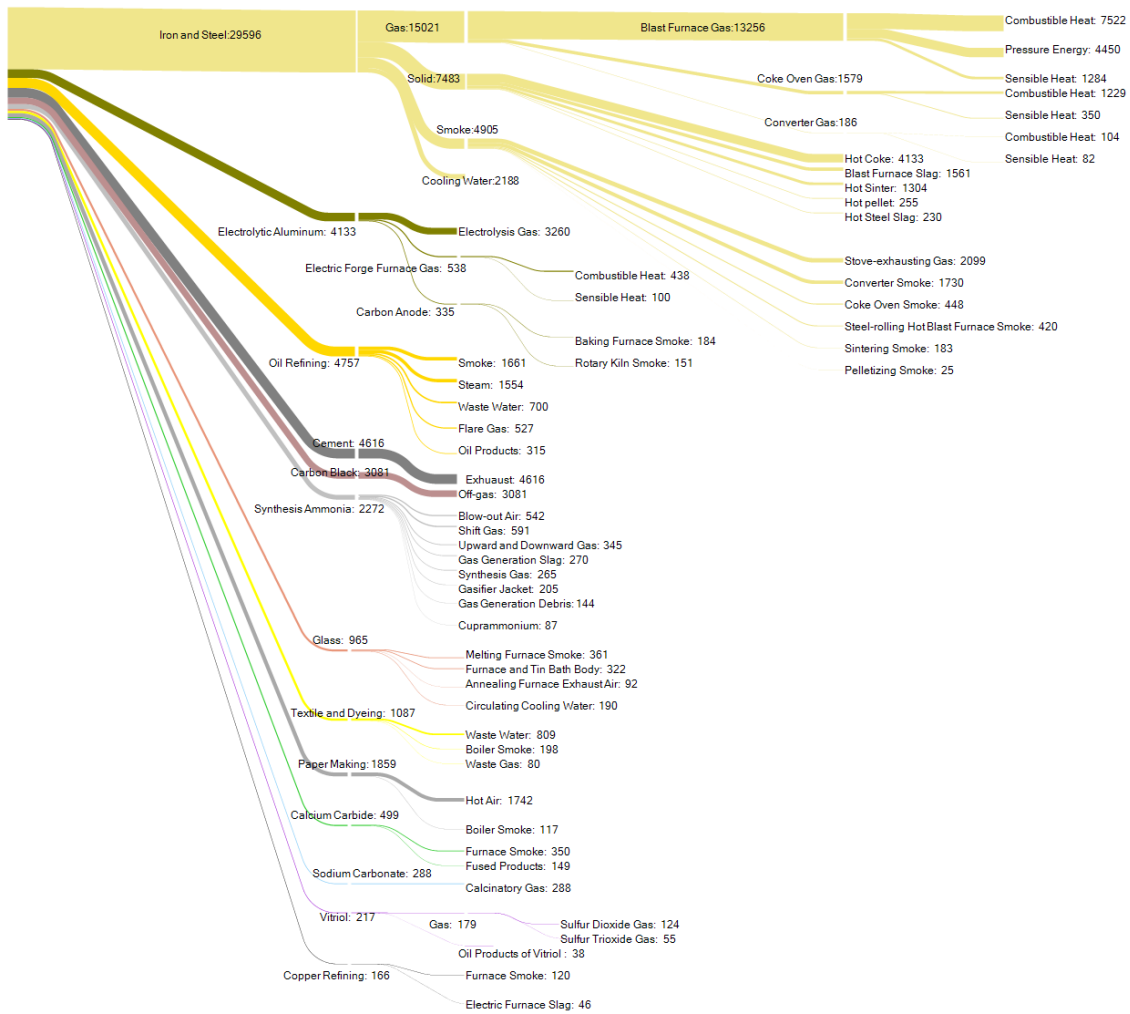 Iron and Steel:29596
Gas:15021
Blast Furnace Gas:13256
Combustible Heat: 7522
Pressure Energy: 4450
Sensible Heat: 1284
Solid:7483
Coke Oven Gas:1579
Combustible Heat: 1229
Sensible Heat: 350
Smoke:4905
Converter Gas:186
Combustible Heat: 104
Sensible Heat: 82
Cooling Water:2188
Hot Coke: 4133
Blast Furnace Slag: 1561
Hot Sinter: 1304
Hot pellet: 255
Hot Steel Slag: 230
Stove-exhausting Gas: 2099
Converter Smoke: 1730
Coke Oven Smoke: 448
Steel-rolling Hot Blast Furnace Smoke: 420
Sintering Smoke: 183
Pelletizing Smoke: 25
Electrolytic Aluminum: 4133
Electrolysis Gas: 3260
Electric Forge Furnace Gas: 538
Combustible Heat: 438
Sensible Heat: 100
Carbon Anode: 335
Baking Furnace Smoke: 184
Rotary Kiln Smoke: 151
Oil Refining: 4757
Smoke: 1661
Steam: 1554
Waste Water: 700
Flare Gas: 527
Oil Products: 315
Cement: 4616
Exhuaust: 4616
Carbon Black: 3081
Off-gas: 3081
Synthesis Ammonia: 2272
Blow-out Air: 542
Shift Gas: 591
Upward and Downward Gas: 345
Gas Generation Slag: 270
Synthesis Gas: 265
Gasifier Jacket: 205
Gas Generation Debris: 144
Cuprammonium: 87
Glass: 965
Melting Furnace Smoke: 361
Furnace and Tin Bath Body: 322
Annealing Furnace Exhaust Air: 92
Circulating Cooling Water: 190
Textile and Dyeing: 1087
Waste Water: 809
Boiler Smoke: 198
Waste Gas: 80
Paper Making: 1859
Hot Air: 1742
Boiler Smoke: 117
Calcium Carbide: 499
Furnace Smoke: 350
Fused Products: 149
Sodium Carbonate: 288
Calcinatory Gas: 288
Vitriol: 217
Gas: 179
Sulfur Dioxide Gas: 124
Sulfur Trioxide Gas: 55
Oil Products of Vitriol : 38
Copper Refining: 166
Furnace Smoke: 120
Electric Furnace Slag: 46